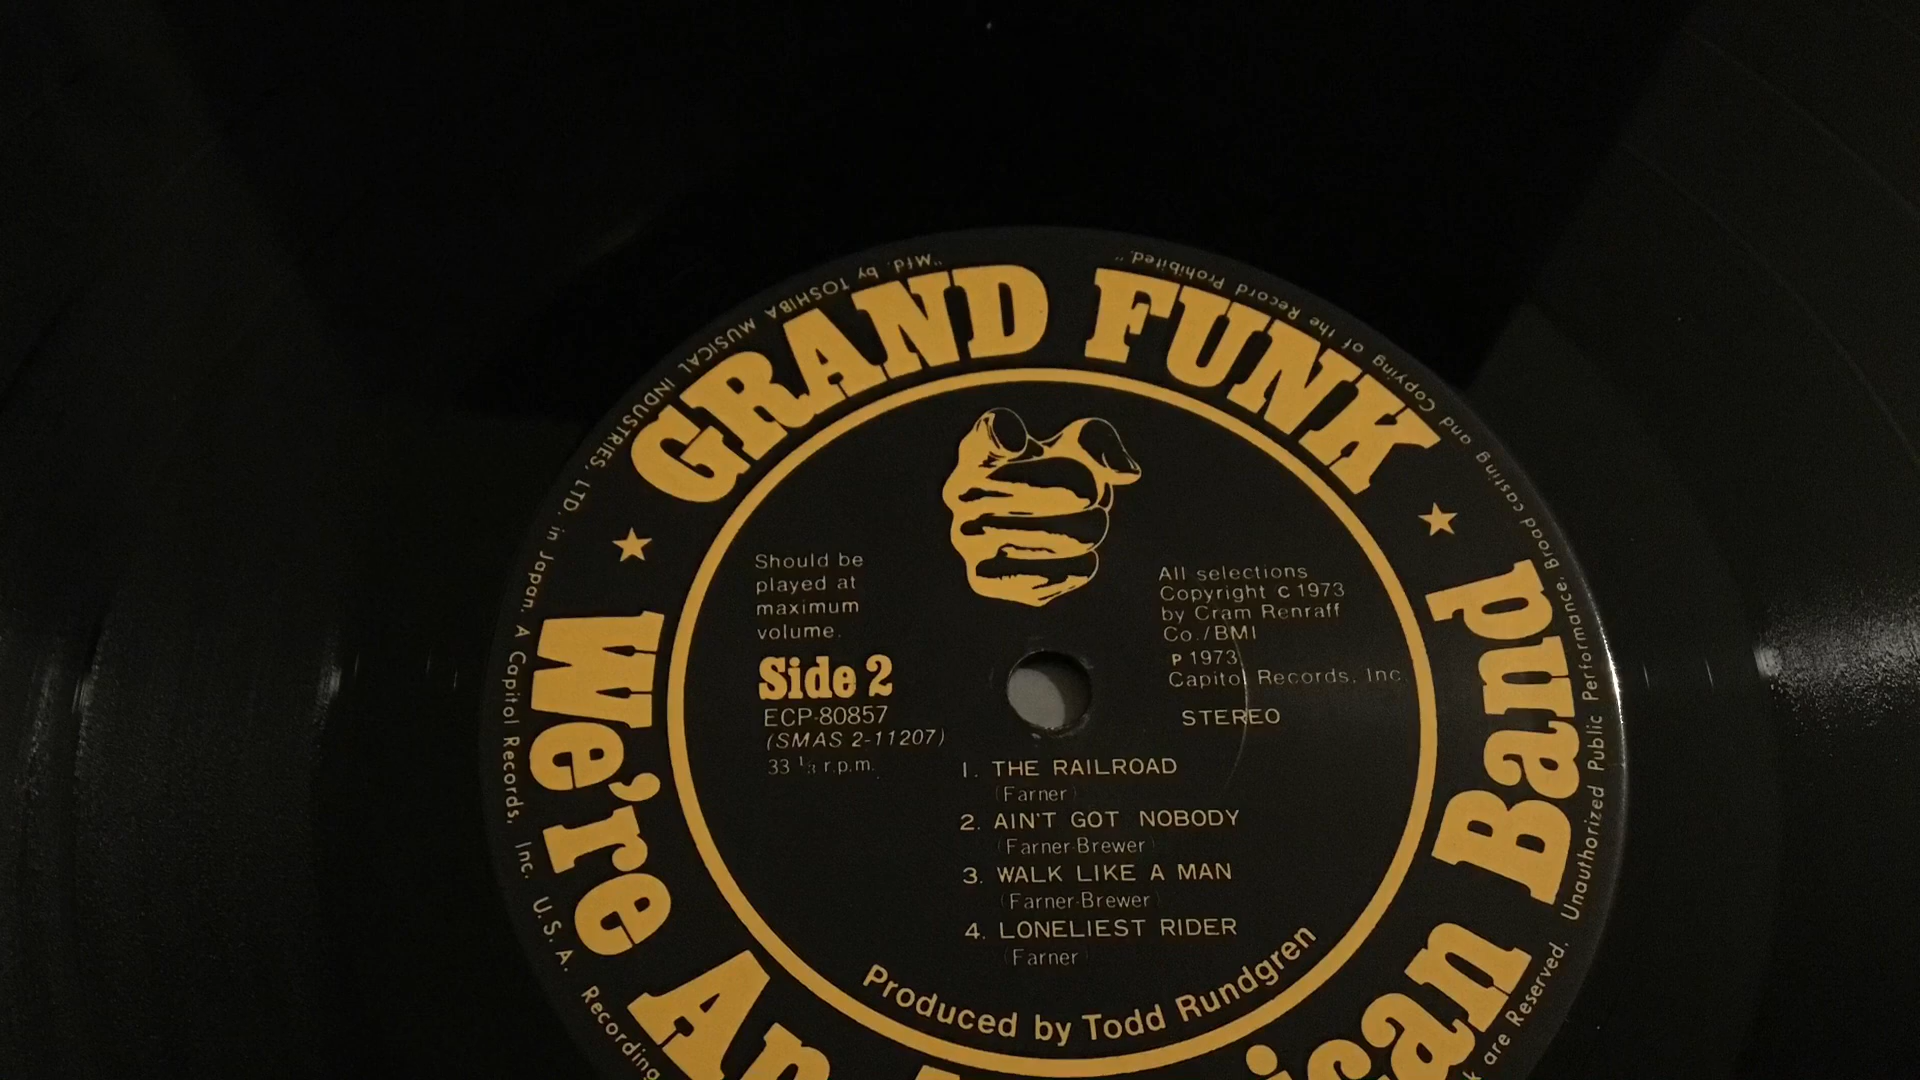 GRAND FUNK
We're An American Band
"Mfd. by TOSHIBA MUSICAL INDUSTRIES, LTD. in Japan. A Capitol Records, Inc. U.S.A. Recording
are Reserved. Unauthorized Public Performance, Broadcasting and Copying of the Record Prohibited."
Should be
played at
maximum
volume.
Side 2
ECP-80857
(SMAS 2-11207)
33 1/3 r.p.m.
All selections
Copyright C 1973
by Cram Renraff
Co./BMI
P 1973
Capitol Records, Inc.
STEREO
1. THE RAILROAD
(Farner)
2. AIN'T GOT NOBODY
(Farner-Brewer)
3. WALK LIKE A MAN
(Farner-Brewer)
4. LONELIEST RIDER
(Farner)
Produced by Todd Rundgren